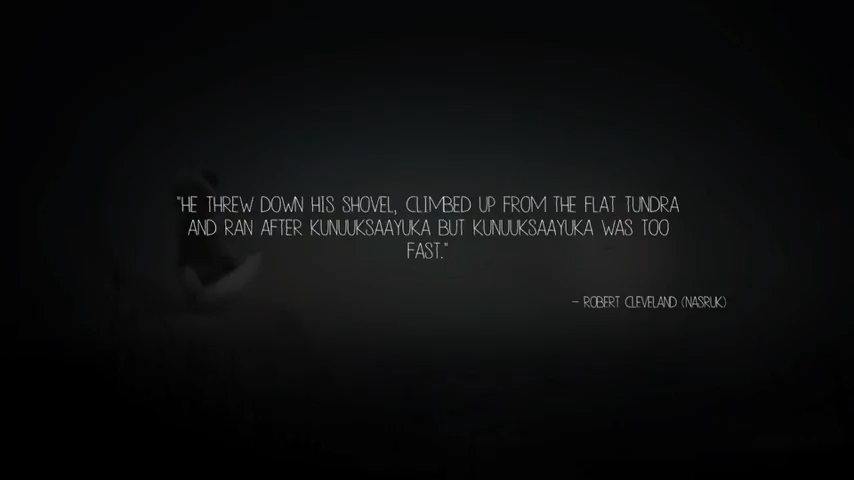 "HE THREW DOWN HIS SHOVEL, CLIMBED UP FROM THE FLAT TUNDRA
AND RAN AFTER KUNUUKSAAYUKA BUT KUNUUKSAAYUKA WAS TOO
FAST."
– ROBERT CLEVELAND (NASRUK)